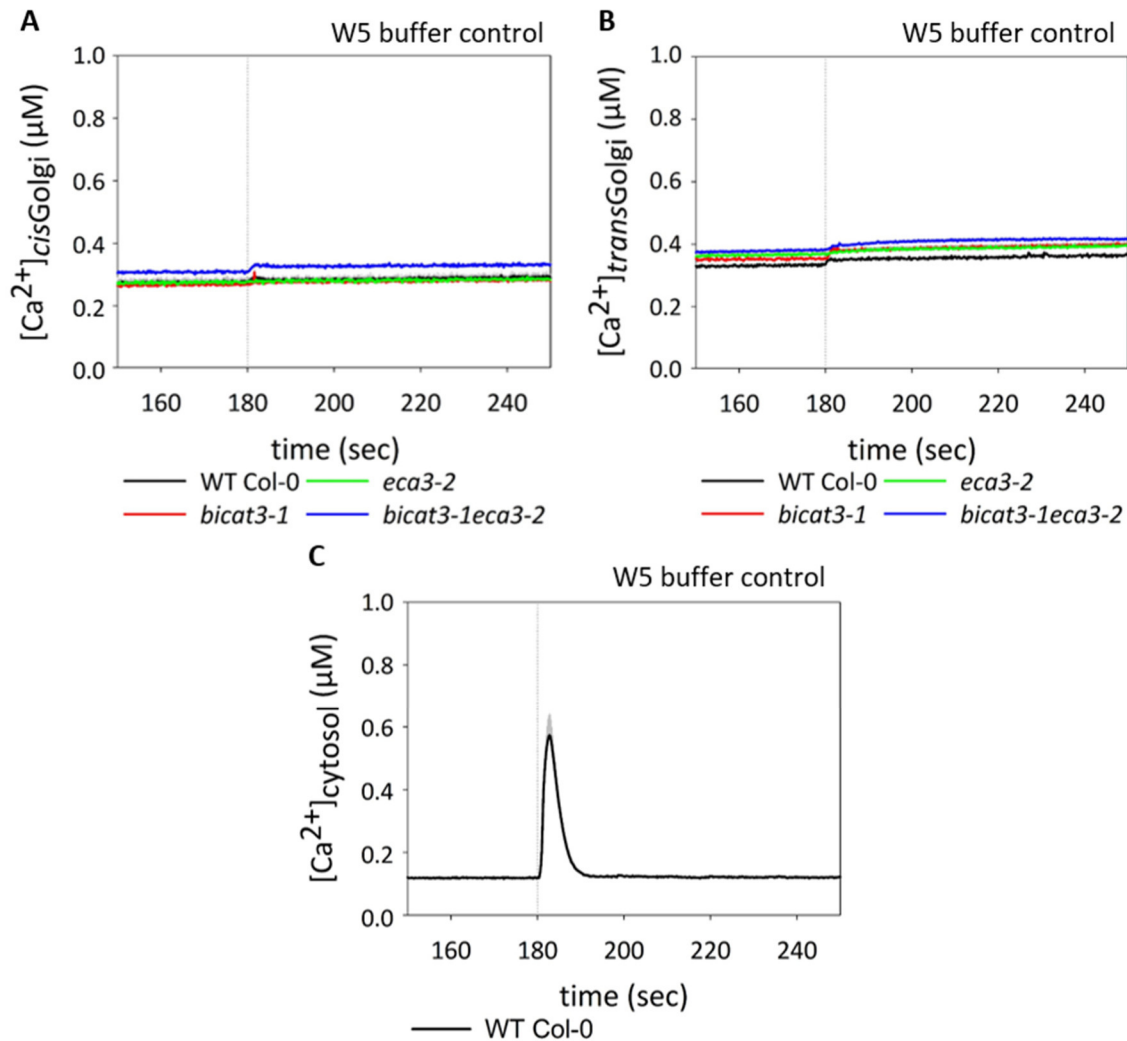 A
W5 buffer control
[Ca2+]cisGolgi (µM)
1.0
0.8
0.6
0.4
0.2
0.0
160 180 200 220 240
time (sec)
WT Col-0 eca3-2
bicat3-1 bicat3-1eca3-2
B
W5 buffer control
[Ca2+]transGolgi (µM)
1.0
0.8
0.6
0.4
0.2
0.0
160 180 200 220 240
time (sec)
WT Col-0 eca3-2
bicat3-1 bicat3-1eca3-2
C
W5 buffer control
[Ca2+]cytosol (µM)
1.0
0.8
0.6
0.4
0.2
0.0
160 180 200 220 240
time (sec)
WT Col-0